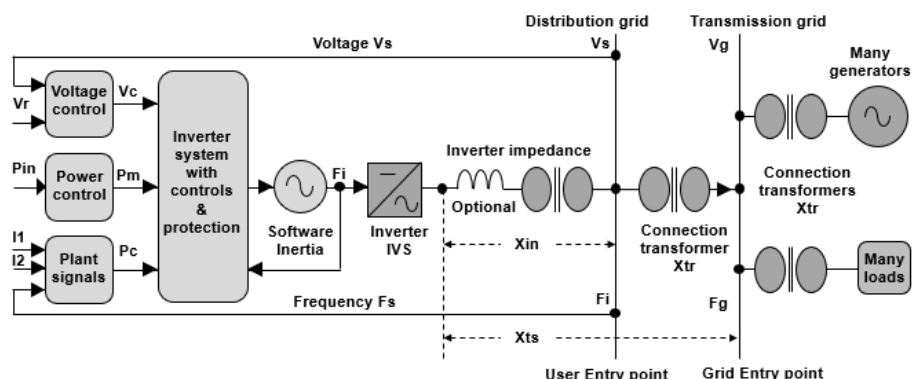 Distribution grid
Transmission grid
Voltage Vs
Vs
Vg
Many
generators
Voltage
control
Vc
Vr
Inverter
system
with
controls
&
protection
Pin
Power
control
Pm
Fi
Inverter impedance
Optional
Connection
transformers
Xtr
Software
Inertia
Inverter
IVS
Xin
Connection
transformer
Xtr
I1
I2
Plant
signals
Pc
Many
loads
Frequency Fs
Fi
Fg
Xts
User Entry point
Grid Entry point